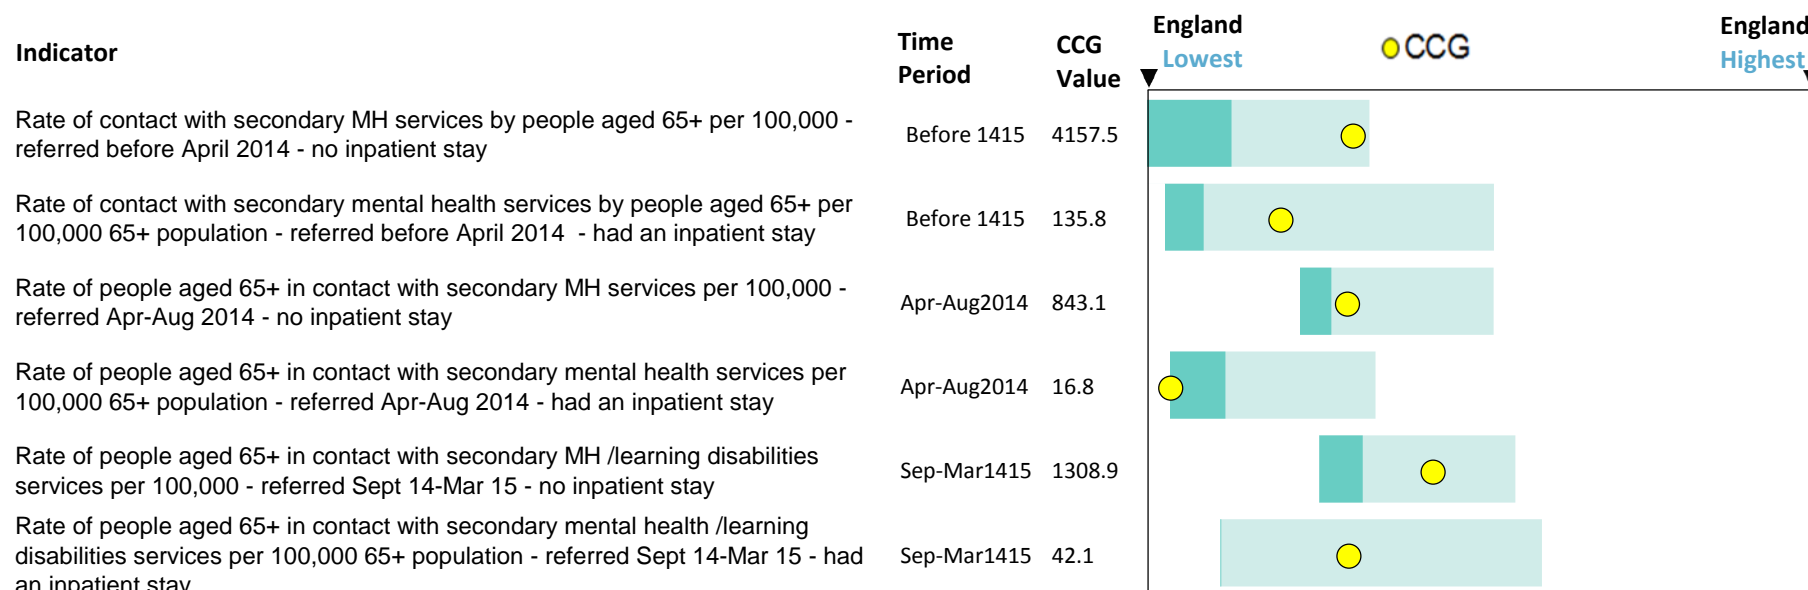 Indicator
Time
Period
CCG
Value
England
Lowest
CCG
England
Highest
Rate of contact with secondary MH services by people aged 65+ per 100,000 -
referred before April 2014 - no inpatient stay
Before 1415
4157.5
Rate of contact with secondary mental health services by people aged 65+ per
100,000 65+ population - referred before April 2014 - had an inpatient stay
Before 1415
135.8
Rate of people aged 65+ in contact with secondary MH services per 100,000 -
referred Apr-Aug 2014 - no inpatient stay
Apr-Aug2014
843.1
Rate of people aged 65+ in contact with secondary mental health services per
100,000 65+ population - referred Apr-Aug 2014 - had an inpatient stay
Apr-Aug2014
16.8
Rate of people aged 65+ in contact with secondary MH /learning disabilities
services per 100,000 - referred Sept 14-Mar 15 - no inpatient stay
Sep-Mar1415
1308.9
Rate of people aged 65+ in contact with secondary mental health /learning
disabilities services per 100,000 65+ population - referred Sept 14-Mar 15 - had
an inpatient stay
Sep-Mar1415
42.1